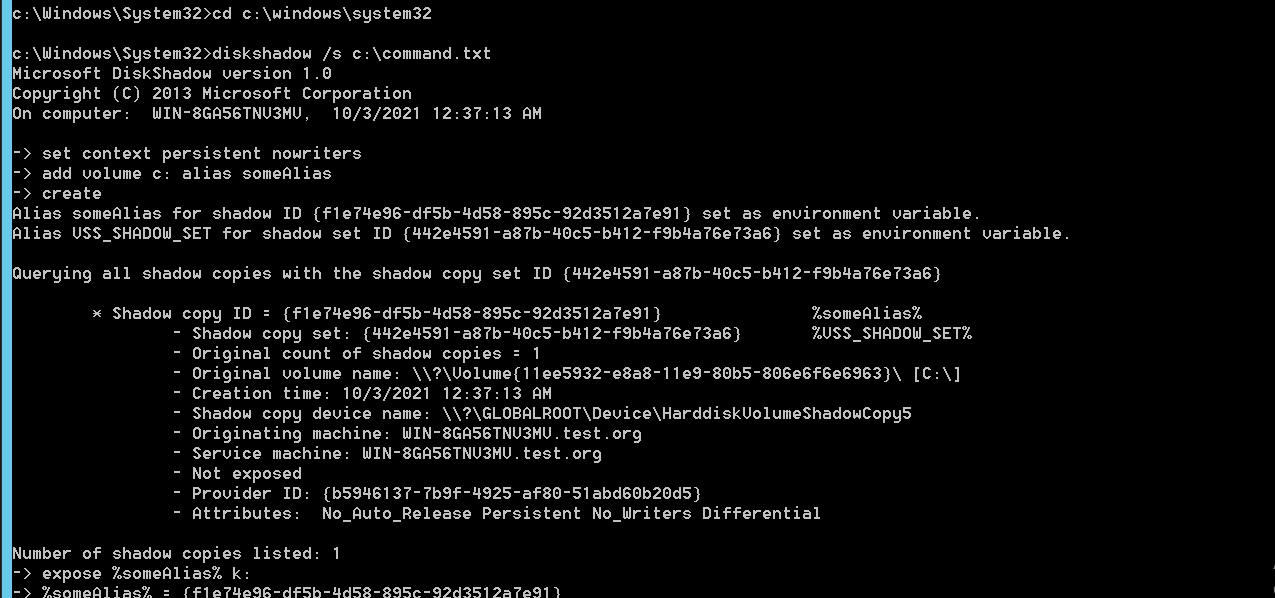 c:\Windows\System32>cd c:\windows\system32
c:\Windows\System32>diskshadow /s c:\command.txt
Microsoft DiskShadow version 1.0
Copyright (C) 2013 Microsoft Corporation
On computer:  WIN-8GA56TNV3MV,  10/3/2021 12:37:13 AM
-> set context persistent nowriters
-> add volume c: alias someAlias
-> create
Alias someAlias for shadow ID {f1e74e96-df5b-4d58-895c-92d3512a7e91} set as environment variable.
Alias VSS_SHADOW_SET for shadow set ID {442e4591-a87b-40c5-b412-f9b4a76e73a6} set as environment variable.
Querying all shadow copies with the shadow copy set ID {442e4591-a87b-40c5-b412-f9b4a76e73a6}
* Shadow copy ID = {f1e74e96-df5b-4d58-895c-92d3512a7e91} %someAlias%
- Shadow copy set: {442e4591-a87b-40c5-b412-f9b4a76e73a6} %VSS_SHADOW_SET%
- Original count of shadow copies = 1
- Original volume name: \\?\Volume{11ee5932-e8a8-11e9-80b5-806e6f6e6963}\ [C:\]
- Creation time: 10/3/2021 12:37:13 AM
- Shadow copy device name: \\?\GLOBALROOT\Device\HarddiskVolumeShadowCopy5
- Originating machine: WIN-8GA56TNV3MV.test.org
- Service machine: WIN-8GA56TNV3MV.test.org
- Not exposed
- Provider ID: {b5946137-7b9f-4925-af80-51abd60b20d5}
- Attributes:  No_Auto_Release Persistent No_Writers Differential
Number of shadow copies listed: 1
-> expose %someAlias% k:
-> %someAlias% = {f1e74e96-df5b-4d58-895c-92d3512a7e91}